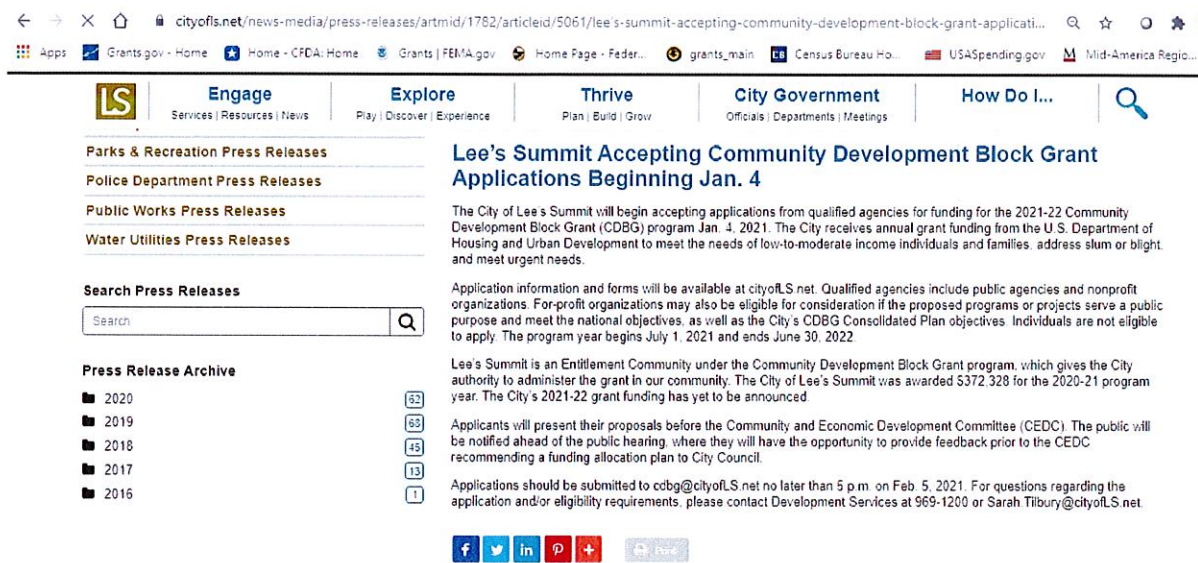 cityofls.net/news-media/press-releases/artmid/1782/articleid/5061/lee's-summit-accepting-community-development-block-grant-applicati...
Apps Grants.gov - Home Home - CFDA: Home Grants | FEMA.gov Home Page - Feder... grants_main Census Bureau Ho... USASpending.gov Mid-America Regio...
LS
Engage Explore Thrive City Government How Do I...
Services | Resources | News Play | Discover | Experience Plan | Build | Grow Officials | Departments | Meetings
Parks & Recreation Press Releases
Police Department Press Releases
Public Works Press Releases
Water Utilities Press Releases
Search Press Releases
Search
Press Release Archive
2020 62
2019 68
2018 45
2017 13
2016 1
Lee's Summit Accepting Community Development Block Grant
Applications Beginning Jan. 4
The City of Lee's Summit will begin accepting applications from qualified agencies for funding for the 2021-22 Community
Development Block Grant (CDBG) program Jan. 4, 2021. The City receives annual grant funding from the U.S. Department of
Housing and Urban Development to meet the needs of low-to-moderate income individuals and families, address slum or blight,
and meet urgent needs.
Application information and forms will be available at cityofLS.net. Qualified agencies include public agencies and nonprofit
organizations. For-profit organizations may also be eligible for consideration if the proposed programs or projects serve a public
purpose and meet the national objectives, as well as the City's CDBG Consolidated Plan objectives. Individuals are not eligible
to apply. The program year begins July 1, 2021 and ends June 30, 2022.
Lee's Summit is an Entitlement Community under the Community Development Block Grant program, which gives the City
authority to administer the grant in our community. The City of Lee's Summit was awarded $372,328 for the 2020-21 program
year. The City's 2021-22 grant funding has yet to be announced.
Applicants will present their proposals before the Community and Economic Development Committee (CEDC). The public will
be notified ahead of the public hearing, where they will have the opportunity to provide feedback prior to the CEDC
recommending a funding allocation plan to City Council.
Applications should be submitted to cdbg@cityofLS.net no later than 5 p.m. on Feb. 5, 2021. For questions regarding the
application and/or eligibility requirements, please contact Development Services at 969-1200 or Sarah.Tilbury@cityofLS.net.
Print